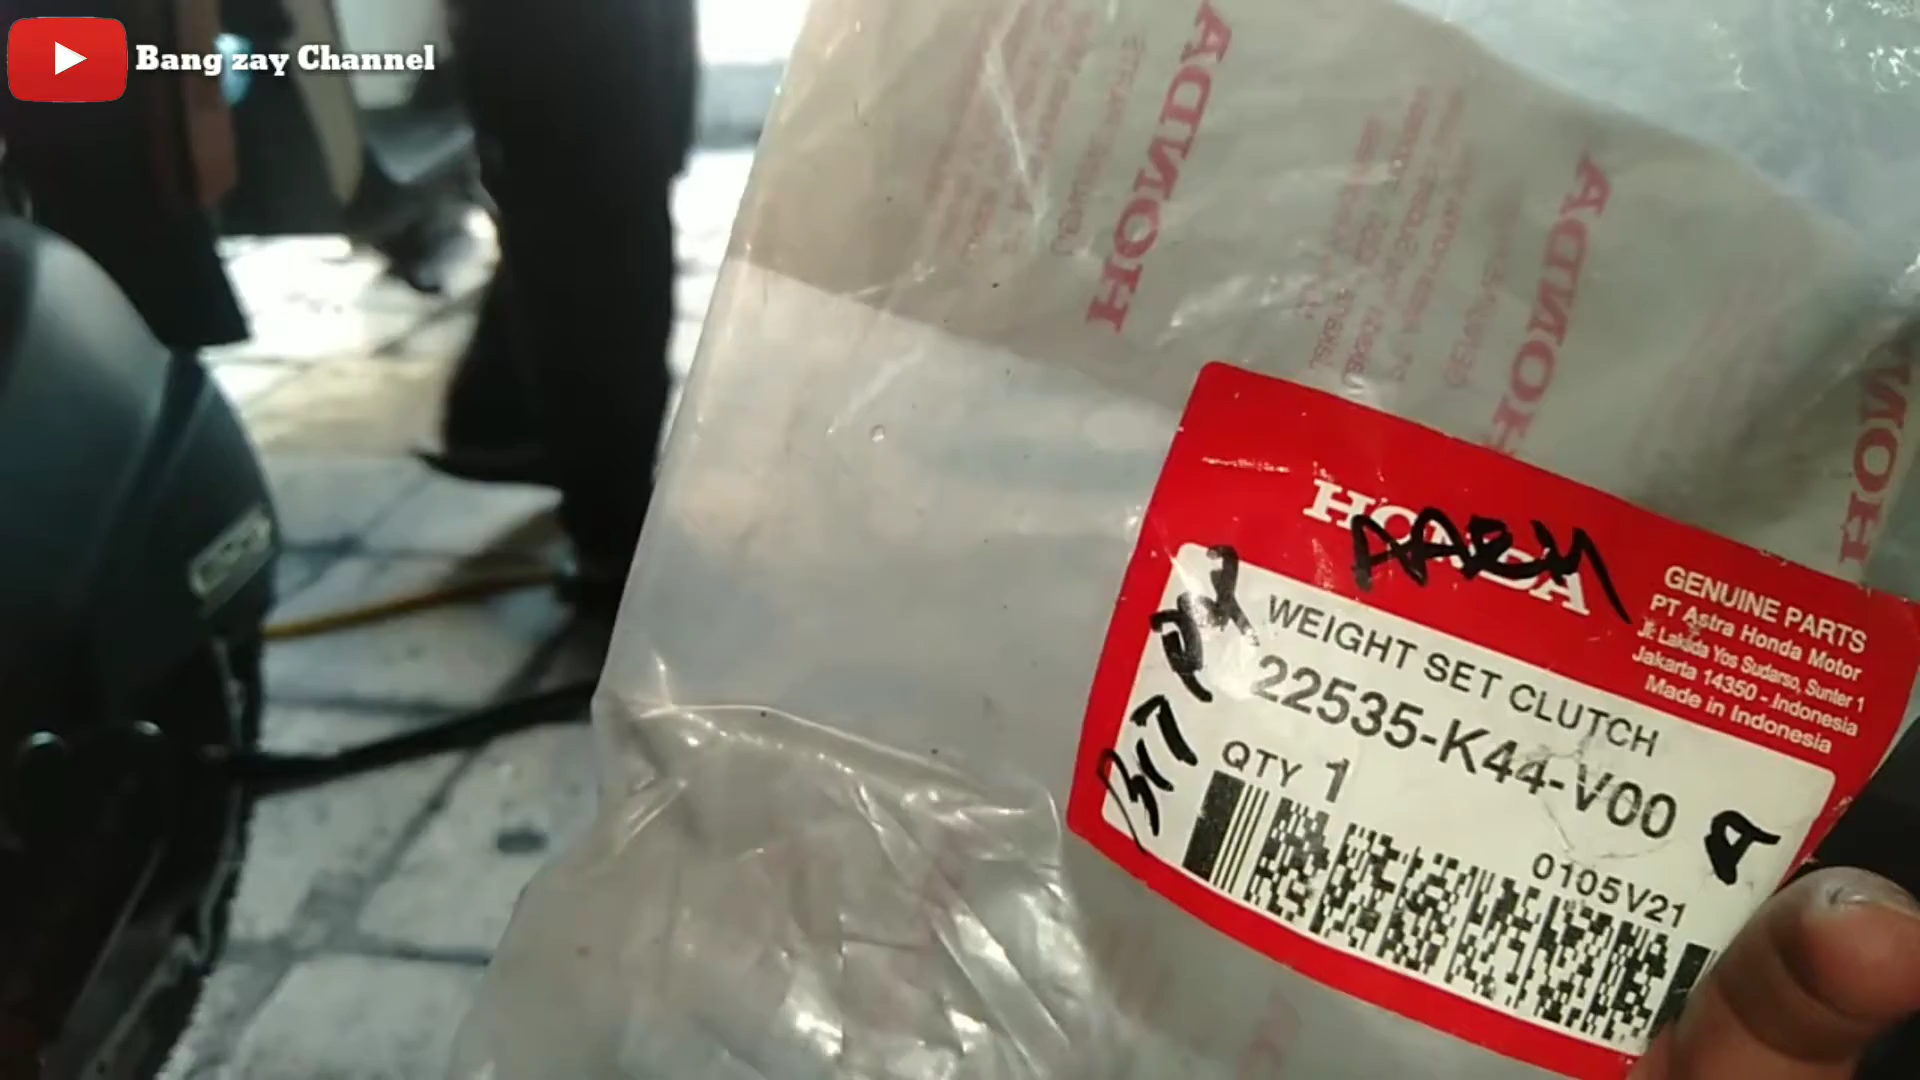 Bang zay Channel
HONDA
HONDA
HONDA
HONDA
GENUINE PARTS
PT Astra Honda Motor
Jl. Laksda Yos Sudarso, Sunter 1
Jakarta 14350 - Indonesia
Made in Indonesia
WEIGHT SET CLUTCH
22535-K44-V00
QTY 1
A
0105V21